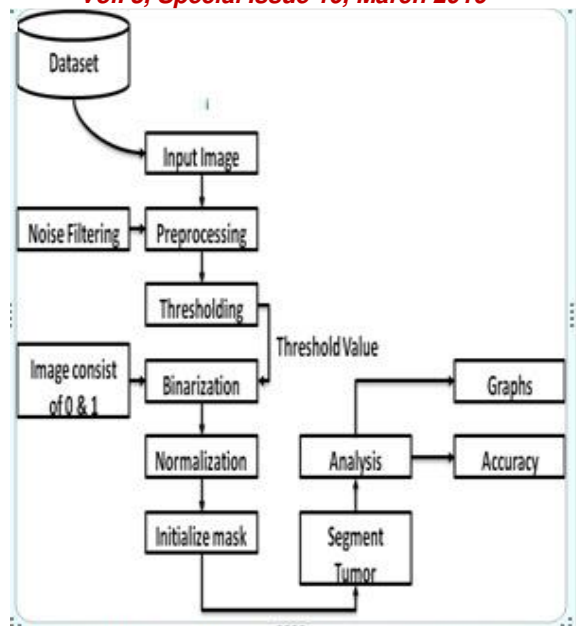 Dataset
Input Image
Noise Filtering
Preprocessing
Thresholding
Threshold Value
Image consist
of 0 & 1
Binarization
Graphs
Normalization
Analysis
Accuracy
Initialize mask
Segment
Tumor